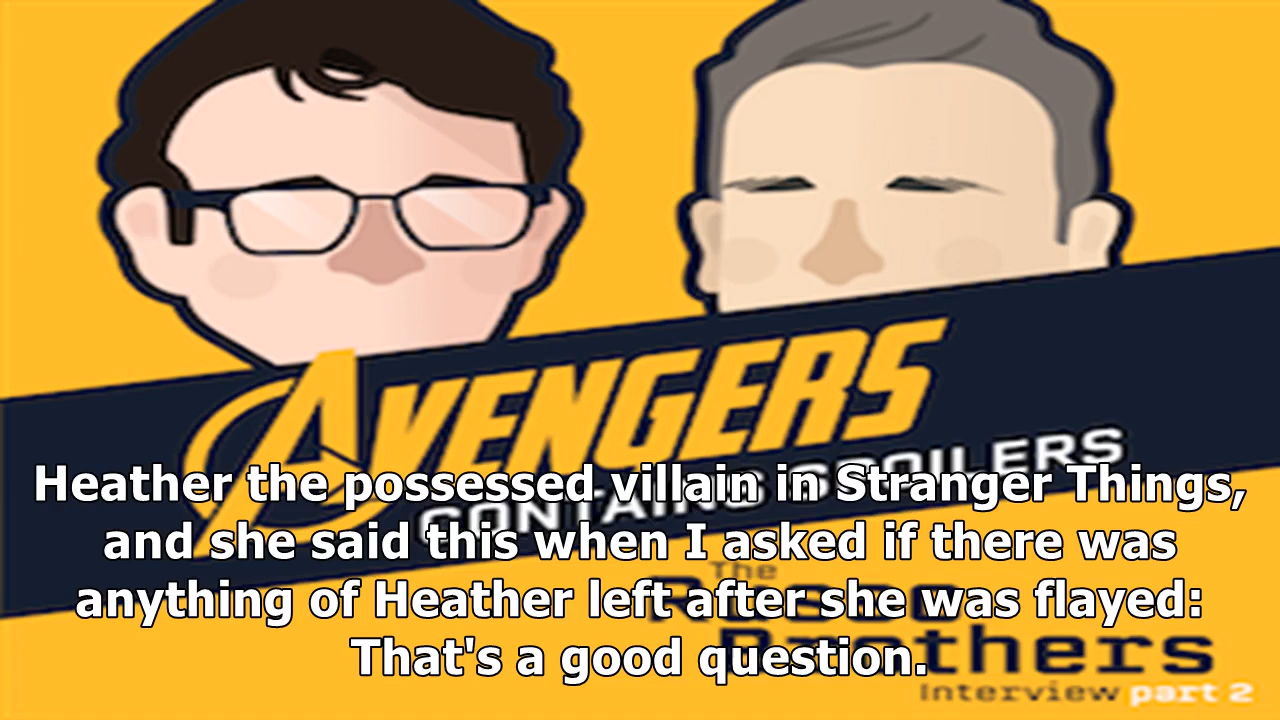 AVENGERS
CONTAINS SPOILERS
Heather the possessed villain in Stranger Things,
and she said this when I asked if there was
anything of Heather left after she was flayed:
That's a good question.
The
Brothers
Interview part 2